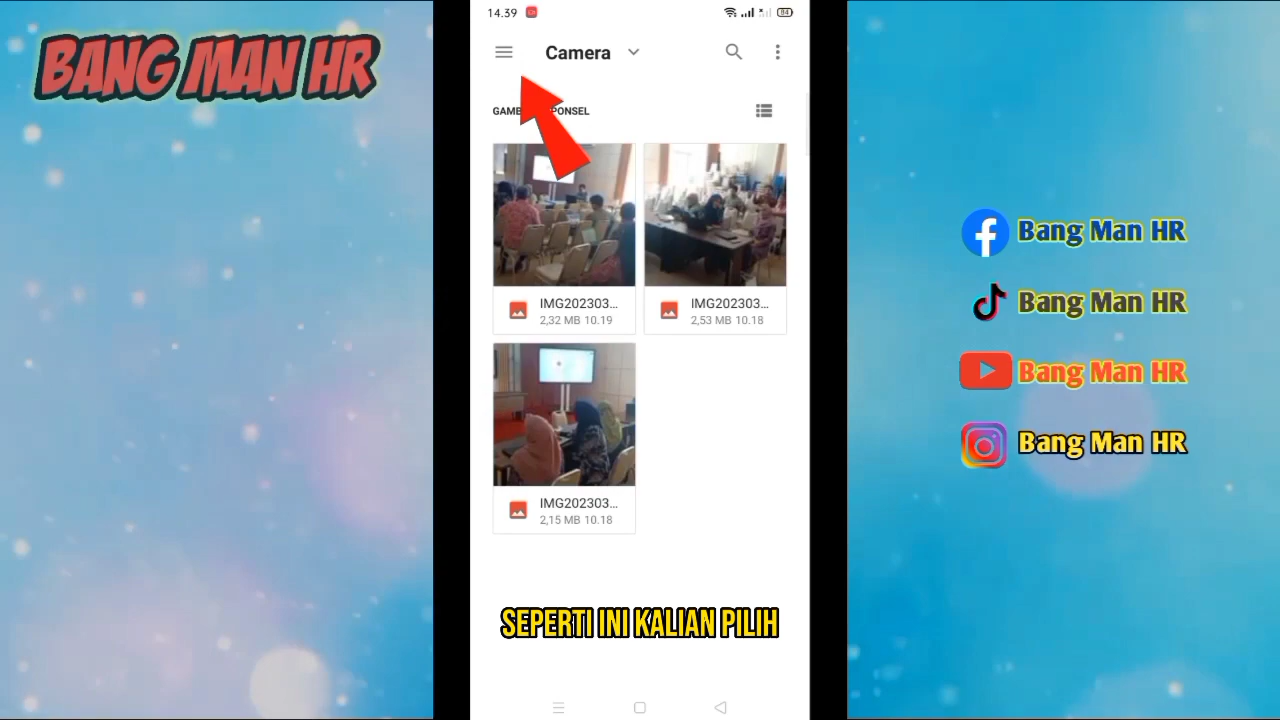 BANG MAN HR
14.39
84
Camera
GAMB PONSEL
IMG202303...
2,32 MB 10.19
IMG202303...
2,53 MB 10.18
IMG202303...
2,15 MB 10.18
SEPERTI INI KALIAN PILIH
Bang Man HR
Bang Man HR
Bang Man HR
Bang Man HR